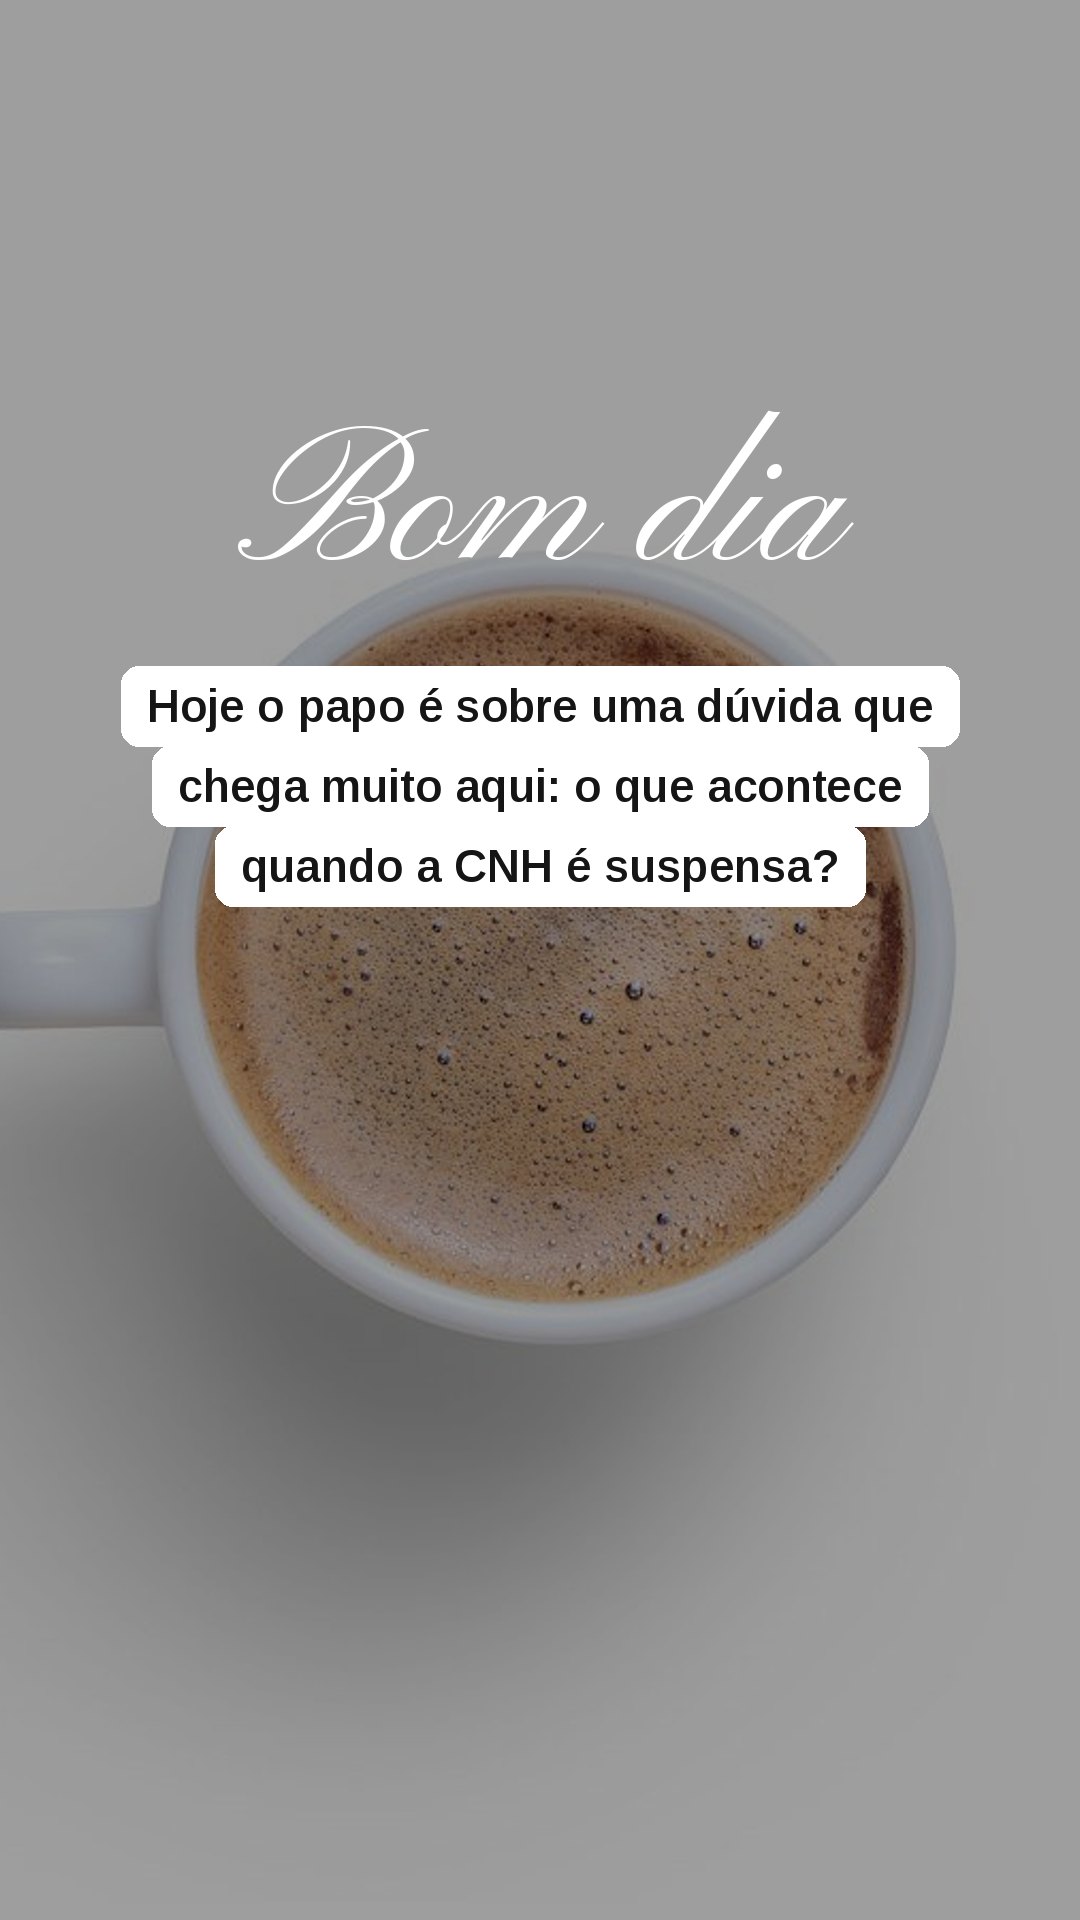 Bom dia
Hoje o papo é sobre uma dúvida que
chega muito aqui: o que acontece
quando a CNH é suspensa?